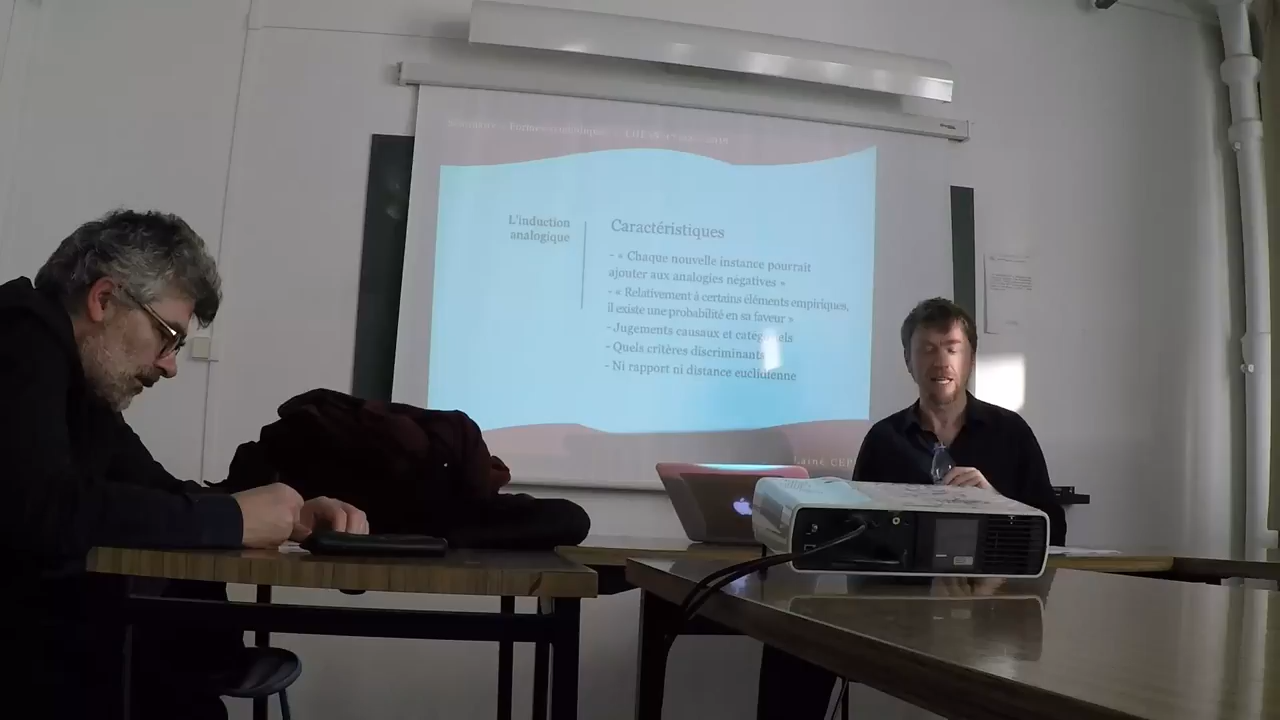 L'induction
analogique
Caractéristiques
- « Chaque nouvelle instance pourrait
ajouter aux analogies négatives »
- « Relativement à certains éléments empiriques,
il existe une probabilité en sa faveur »
- Jugements causaux et catégoriels
- Quels critères discriminants
- Ni rapport ni distance euclidienne